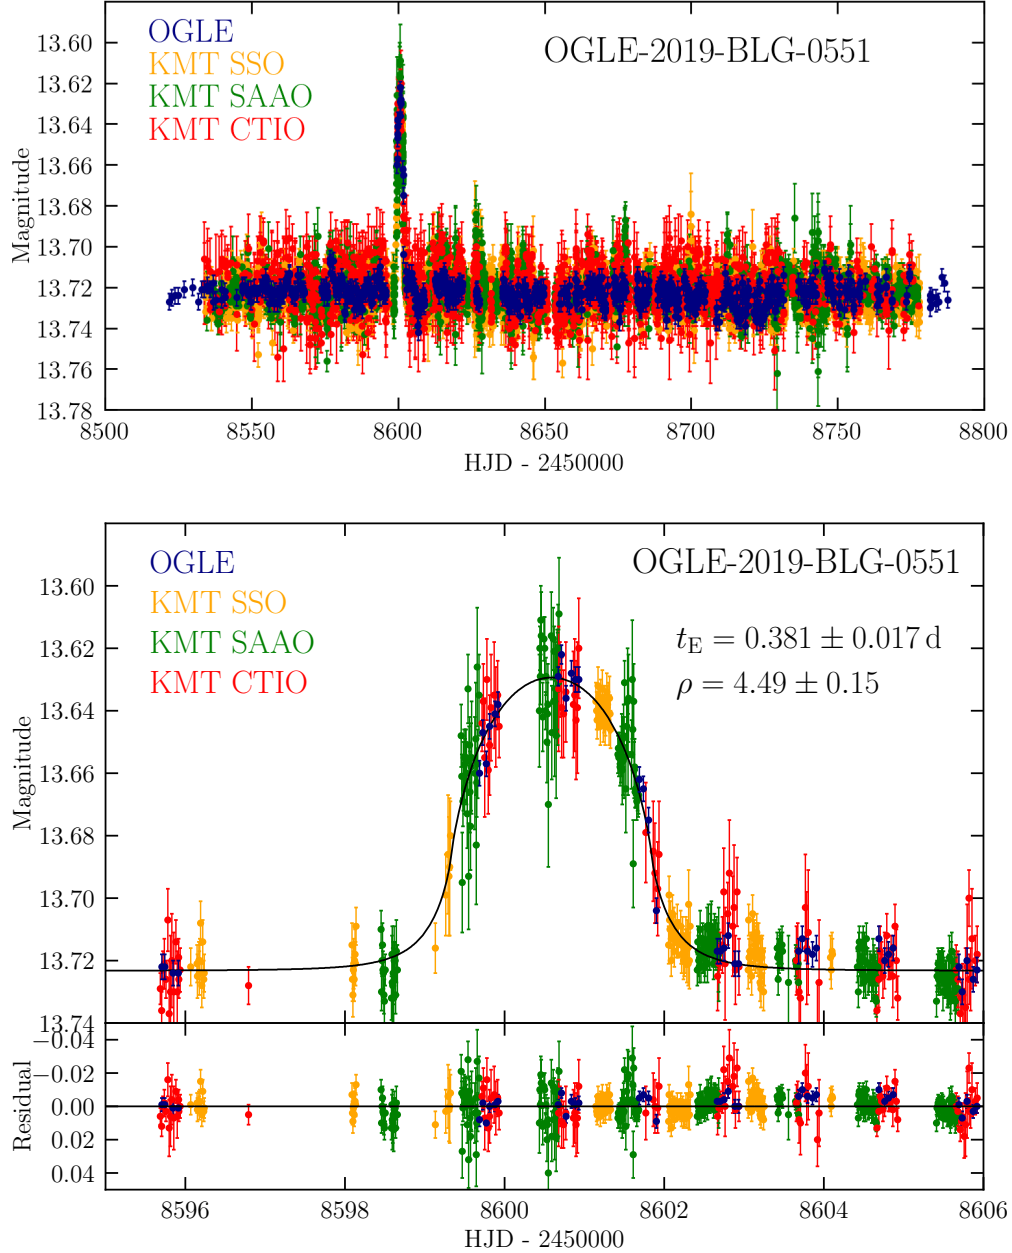 OGLE
KMT SSO
KMT SAAO
KMT CTIO
OGLE-2019-BLG-0551
Magnitude
13.60
13.62
13.64
13.66
13.68
13.70
13.72
13.74
13.76
13.78
8500 8550 8600 8650 8700 8750 8800
HJD - 2450000
OGLE
KMT SSO
KMT SAAO
KMT CTIO
OGLE-2019-BLG-0551
t_E = 0.381 ± 0.017 d
ρ = 4.49 ± 0.15
Magnitude
13.60
13.62
13.64
13.66
13.68
13.70
13.72
13.74
Residual
−0.04
−0.02
0.00
0.02
0.04
8596 8598 8600 8602 8604 8606
HJD - 2450000